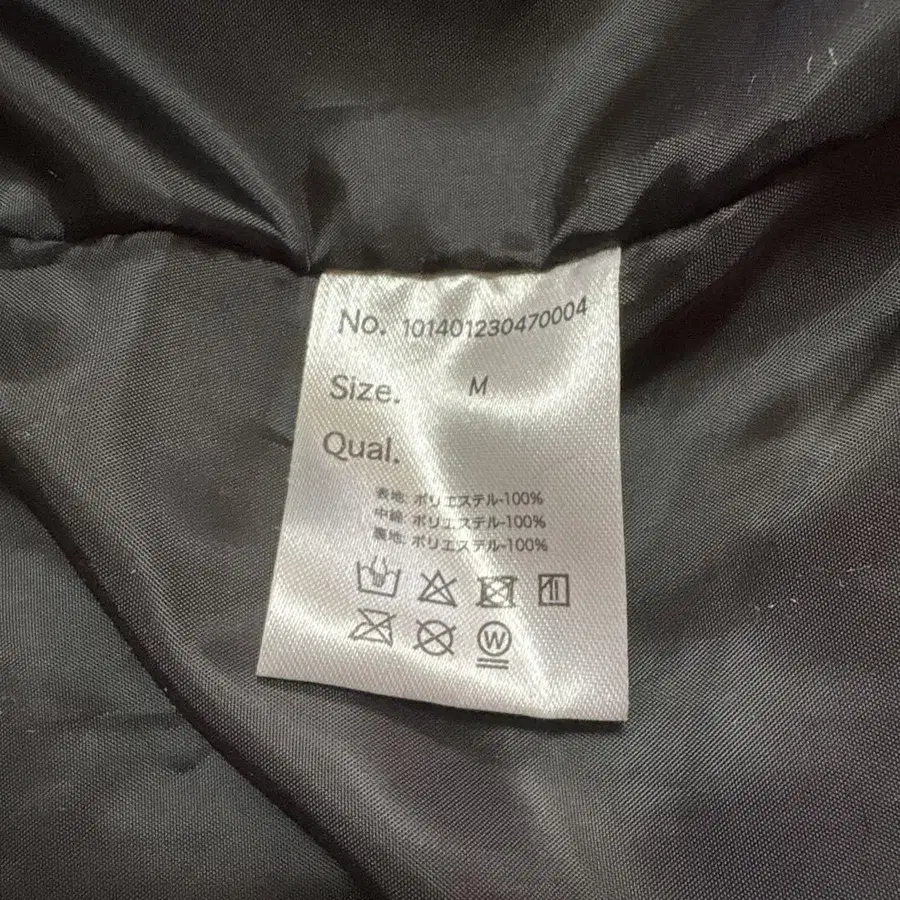 No. 101401230470004
Size. M
Qual.
表地: ポリエステル-100%
中綿: ポリエステル-100%
裏地: ポリエステル-100%
W